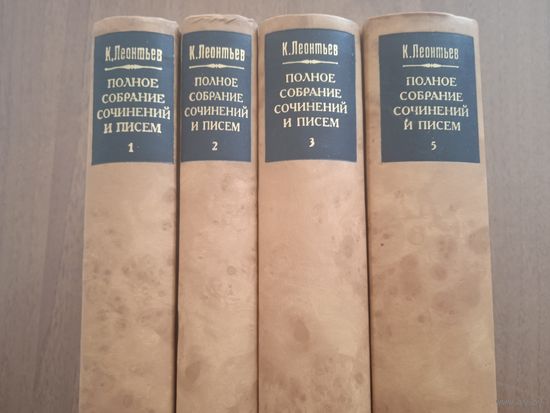 К. Леонтьев
ПОЛНОЕ
СОБРАНИЕ
СОЧИНЕНИЙ
И ПИСЕМ
1
К. Леонтьев
ПОЛНОЕ
СОБРАНИЕ
СОЧИНЕНИЙ
И ПИСЕМ
2
К. Леонтьев
ПОЛНОЕ
СОБРАНИЕ
СОЧИНЕНИЙ
И ПИСЕМ
3
К. Леонтьев
ПОЛНОЕ
СОБРАНИЕ
СОЧИНЕНИЙ
И ПИСЕМ
5